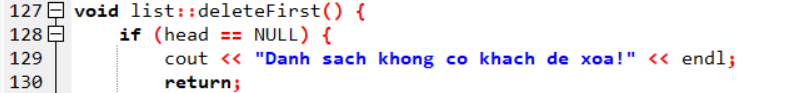 127 void list::deleteFirst() {
128 if (head == NULL) {
129 cout << "Danh sach khong co khach de xoa!" << endl;
130 return;